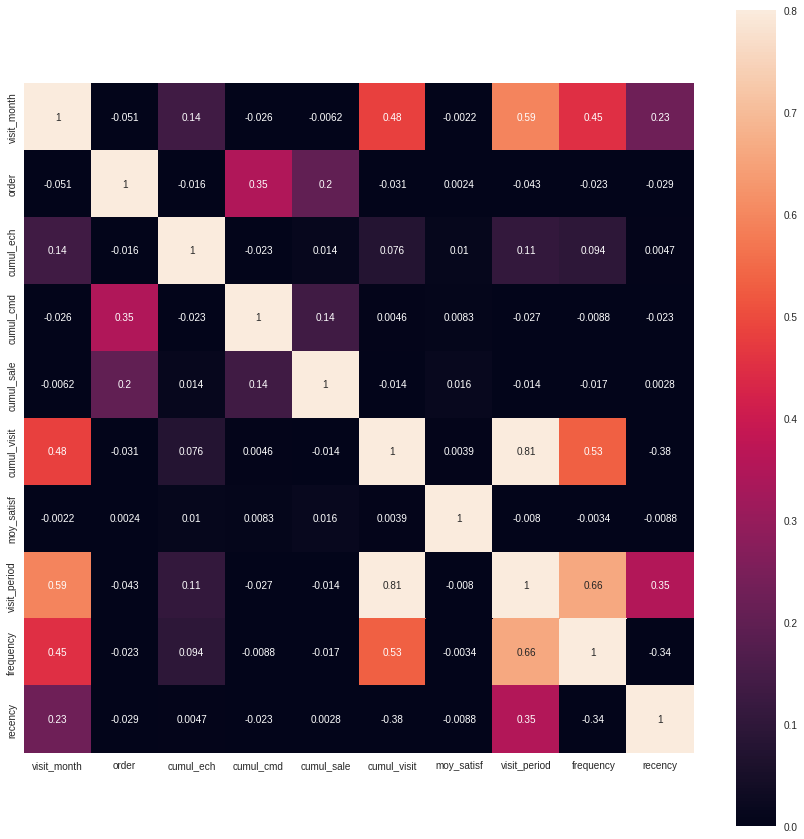 visit_month 1 -0.051 0.14 -0.026 -0.0062 0.48 -0.0022 0.59 0.45 0.23
order -0.051 1 -0.016 0.35 0.2 -0.031 0.0024 -0.043 -0.023 -0.029
cumul_ech 0.14 -0.016 1 -0.023 0.014 0.076 0.01 0.11 0.094 0.0047
cumul_cmd -0.026 0.35 -0.023 1 0.14 0.0046 0.0083 -0.027 -0.0088 -0.023
cumul_sale -0.0062 0.2 0.014 0.14 1 -0.014 0.016 -0.014 -0.017 0.0028
cumul_visit 0.48 -0.031 0.076 0.0046 -0.014 1 0.0039 0.81 0.53 -0.38
moy_satisf -0.0022 0.0024 0.01 0.0083 0.016 0.0039 1 -0.008 -0.0034 -0.0088
visit_period 0.59 -0.043 0.11 -0.027 -0.014 0.81 -0.008 1 0.66 0.35
frequency 0.45 -0.023 0.094 -0.0088 -0.017 0.53 -0.0034 0.66 1 -0.34
recency 0.23 -0.029 0.0047 -0.023 0.0028 -0.38 -0.0088 0.35 -0.34 1
visit_month order cumul_ech cumul_cmd cumul_sale cumul_visit moy_satisf visit_period frequency recency
0.8
0.7
0.6
0.5
0.4
0.3
0.2
0.1
0.0